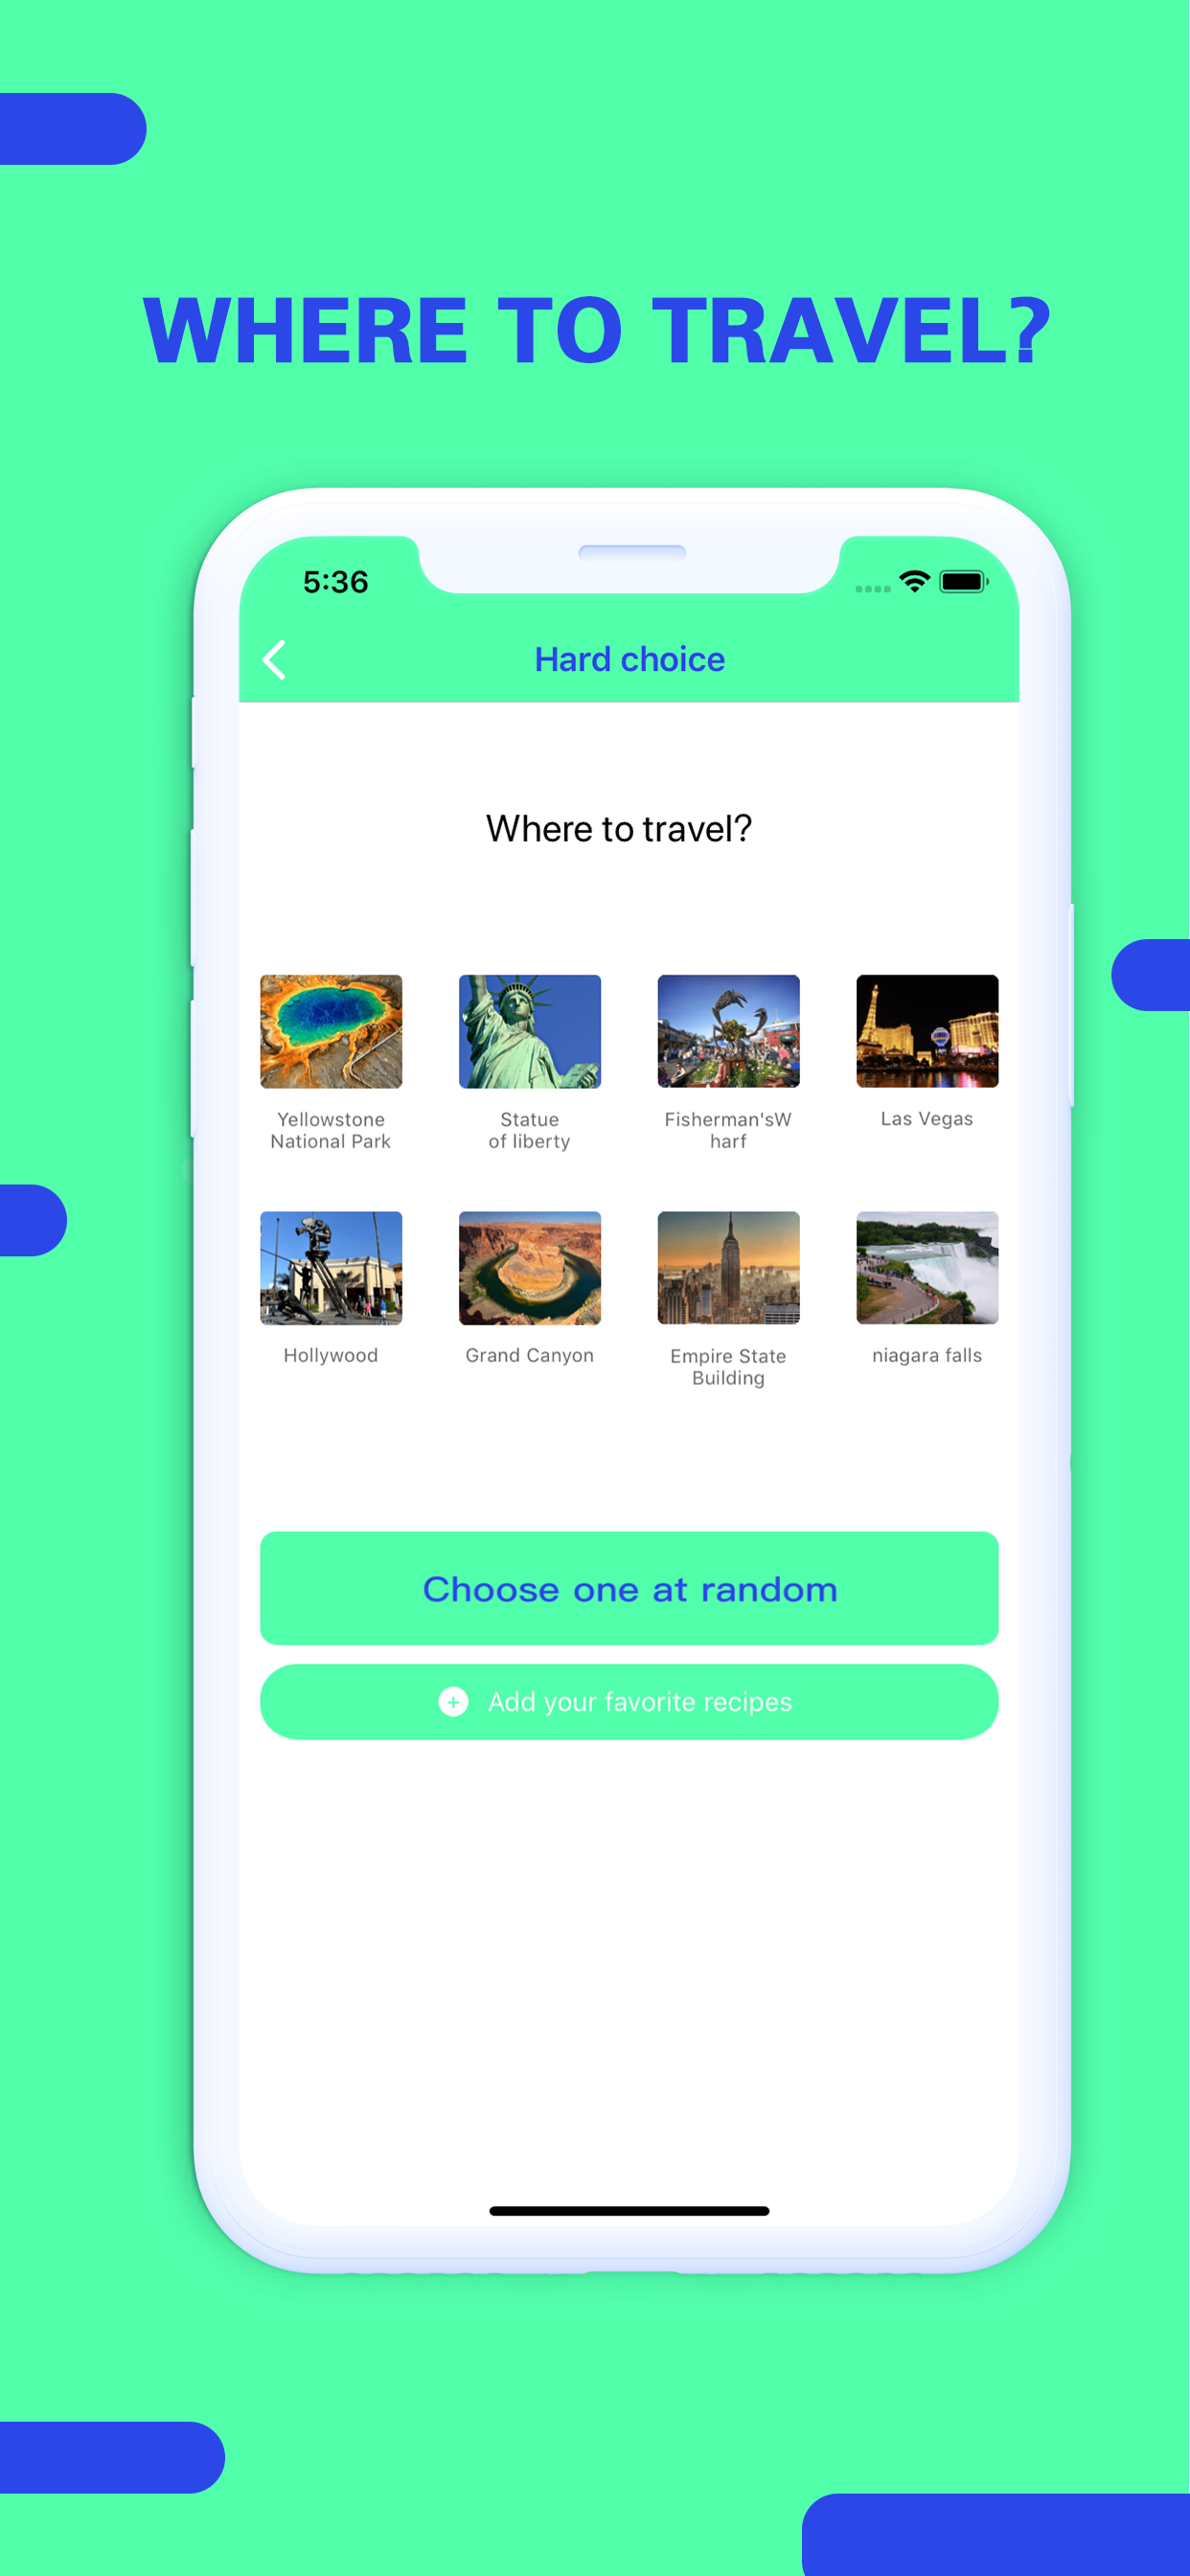 WHERE TO TRAVEL?
5:36
Hard choice
Where to travel?
Yellowstone
National Park
Statue
of liberty
Fisherman'sW
harf
Las Vegas
Hollywood
Grand Canyon
Empire State
Building
niagara falls
Choose one at random
Add your favorite recipes